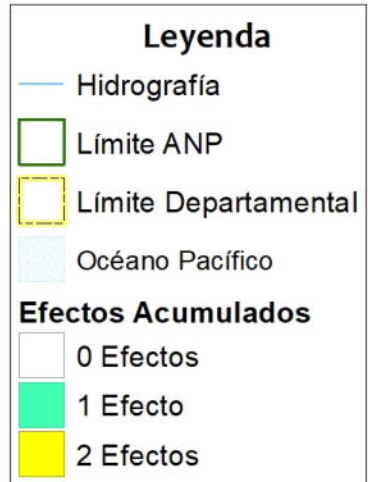 Leyenda
Hidrografía
Límite ANP
Límite Departamental
Océano Pacífico
Efectos Acumulados
0 Efectos
1 Efecto
2 Efectos